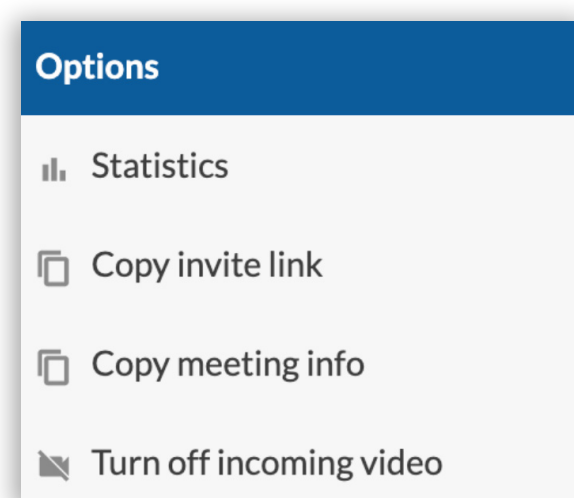 Options
Statistics
Copy invite link
Copy meeting info
Turn off incoming video